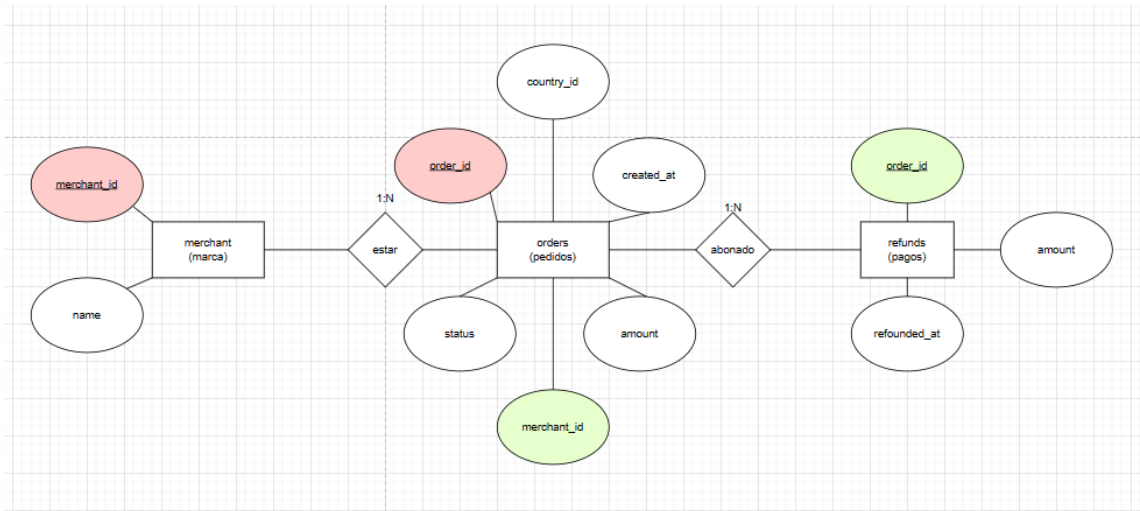 country_id
merchant_id
order_id
created_at
order_id
1:N
1:N
merchant
(marca)
estar
orders
(pedidos)
abonado
refunds
(pagos)
amount
name
status
amount
refounded_at
merchant_id